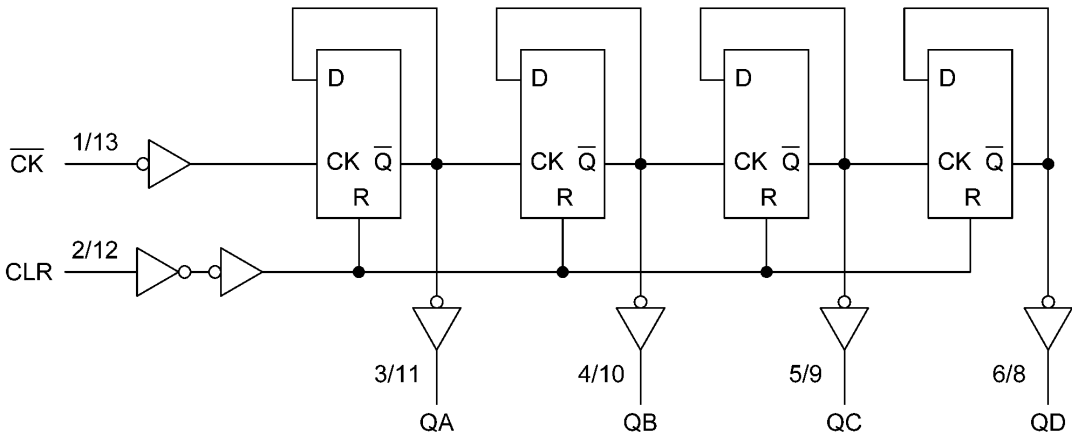 D D D D
C̅K̅ 1/13 CK Q̅ CK Q̅ CK Q̅ CK Q̅
R R R R
CLR 2/12
3/11 4/10 5/9 6/8
QA QB QC QD